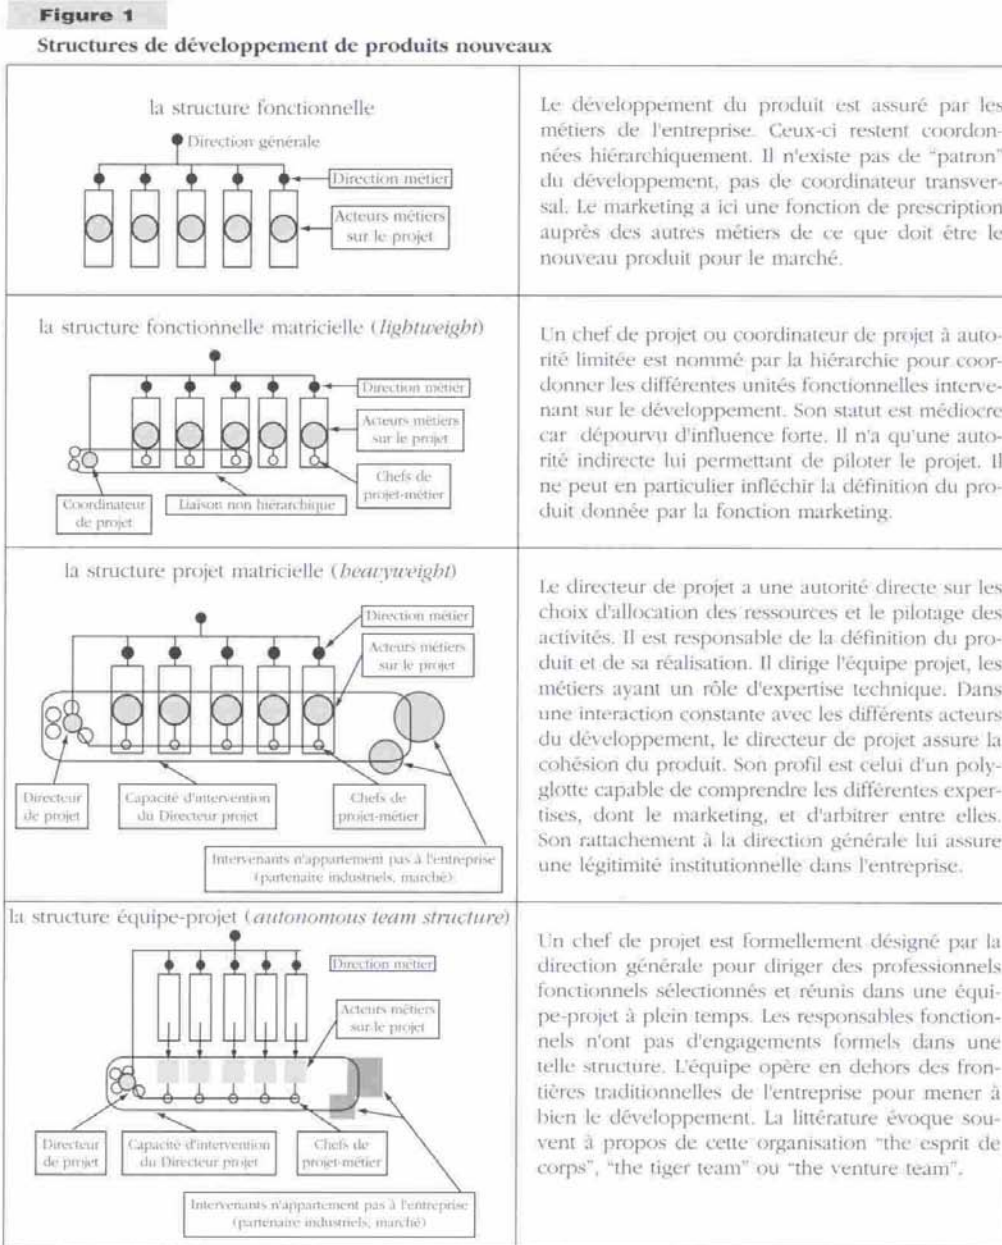 Figure 1
Structures de développement de produits nouveaux
la structure fonctionnelle
Direction générale
Direction métier
Acteurs métiers
sur le projet
Le développement du produit est assuré par les
métiers de l'entreprise. Ceux-ci restent coordon-
nées hiérarchiquement. Il n'existe pas de "patron"
du développement, pas de coordinateur transver-
sal. Le marketing a ici une fonction de prescription
auprès des autres métiers de ce que doit être le
nouveau produit pour le marché.
la structure fonctionnelle matricielle (lightweight)
Direction métier
Acteurs métiers
sur le projet
Chefs de
projet-métier
Coordinateur
de projet
Liaison non hiérarchique
Un chef de projet ou coordinateur de projet à auto-
rité limitée est nommé par la hiérarchie pour coor-
donner les différentes unités fonctionnelles interve-
nant sur le développement. Son statut est médiocre
car dépourvu d'influence forte. Il n'a qu'une auto-
rité indirecte lui permettant de piloter le projet. Il
ne peut en particulier infléchir la définition du pro-
duit donnée par la fonction marketing.
la structure projet matricielle (heavyweight)
Direction métier
Acteurs métiers
sur le projet
Directeur
de projet
Capacité d'intervention
du Directeur projet
Chefs de
projet-métier
Intervenants n'appartement pas à l'entreprise
(partenaire industriels, marché)
Le directeur de projet a une autorité directe sur les
choix d'allocation des ressources et le pilotage des
activités. Il est responsable de la définition du pro-
duit et de sa réalisation. Il dirige l'équipe projet, les
métiers ayant un rôle d'expertise technique. Dans
une interaction constante avec les différents acteurs
du développement, le directeur de projet assure la
cohésion du produit. Son profil est celui d'un poly-
glotte capable de comprendre les différentes exper-
tises, dont le marketing, et d'arbitrer entre elles.
Son rattachement à la direction générale lui assure
une légitimité institutionnelle dans l'entreprise.
la structure équipe-projet (autonomous team structure)
Direction métier
Acteurs métiers
sur le projet
Directeur
de projet
Capacité d'intervention
du Directeur projet
Chefs de
projet-métier
Intervenants n'appartement pas à l'entreprise
(partenaire industriels, marché)
Un chef de projet est formellement désigné par la
direction générale pour diriger des professionnels
fonctionnels sélectionnés et réunis dans une équi-
pe-projet à plein temps. Les responsables fonction-
nels n'ont pas d'engagements formels dans une
telle structure. L'équipe opère en dehors des fron-
tières traditionnelles de l'entreprise pour mener à
bien le développement. La littérature évoque sou-
vent à propos de cette organisation "the esprit de
corps", "the tiger team" ou "the venture team".